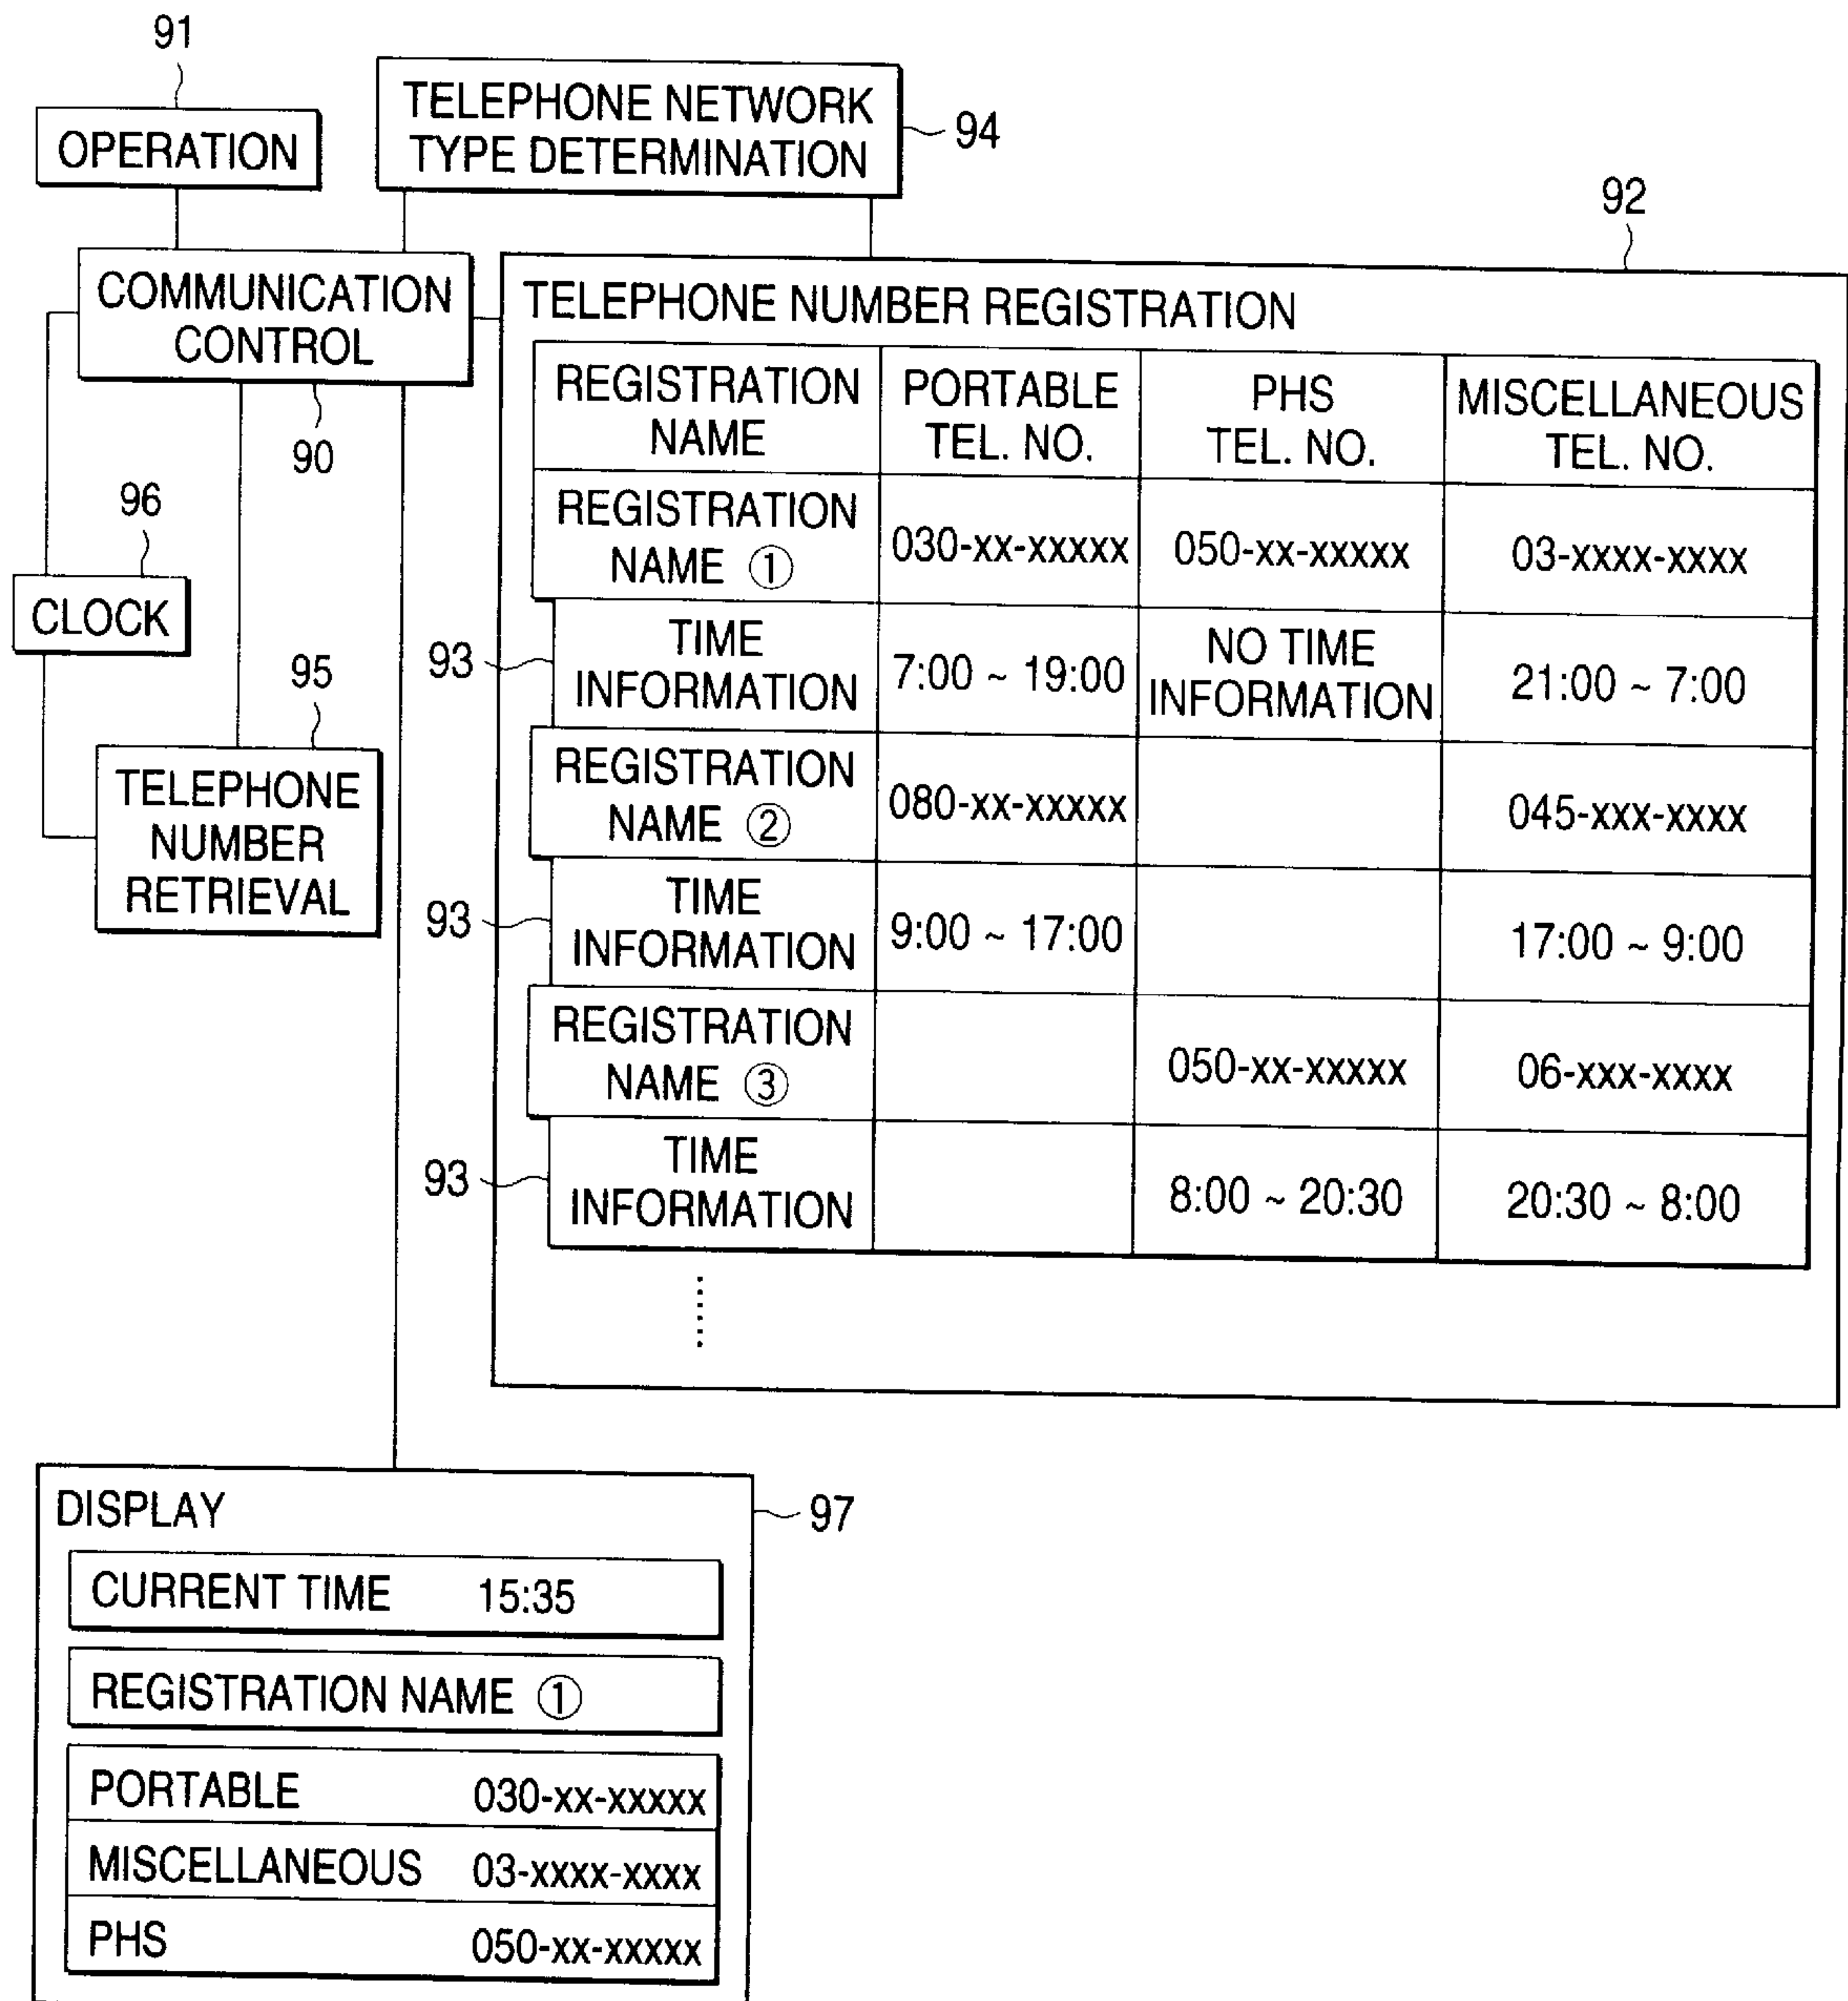 91
OPERATION
TELEPHONE NETWORK
TYPE DETERMINATION
94
COMMUNICATION
CONTROL
90
96
CLOCK
95
TELEPHONE
NUMBER
RETRIEVAL
92
TELEPHONE NUMBER REGISTRATION
REGISTRATION
NAME
PORTABLE
TEL. NO.
PHS
TEL. NO.
MISCELLANEOUS
TEL. NO.
REGISTRATION
NAME ①
030-xx-xxxxx
050-xx-xxxxx
03-xxxx-xxxx
93
TIME
INFORMATION
7:00 ~ 19:00
NO TIME
INFORMATION
21:00 ~ 7:00
REGISTRATION
NAME ②
080-xx-xxxxx
045-xxx-xxxx
93
TIME
INFORMATION
9:00 ~ 17:00
17:00 ~ 9:00
REGISTRATION
NAME ③
050-xx-xxxxx
06-xxx-xxxx
93
TIME
INFORMATION
8:00 ~ 20:30
20:30 ~ 8:00
DISPLAY
97
CURRENT TIME 15:35
REGISTRATION NAME ①
PORTABLE 030-xx-xxxxx
MISCELLANEOUS 03-xxxx-xxxx
PHS 050-xx-xxxxx